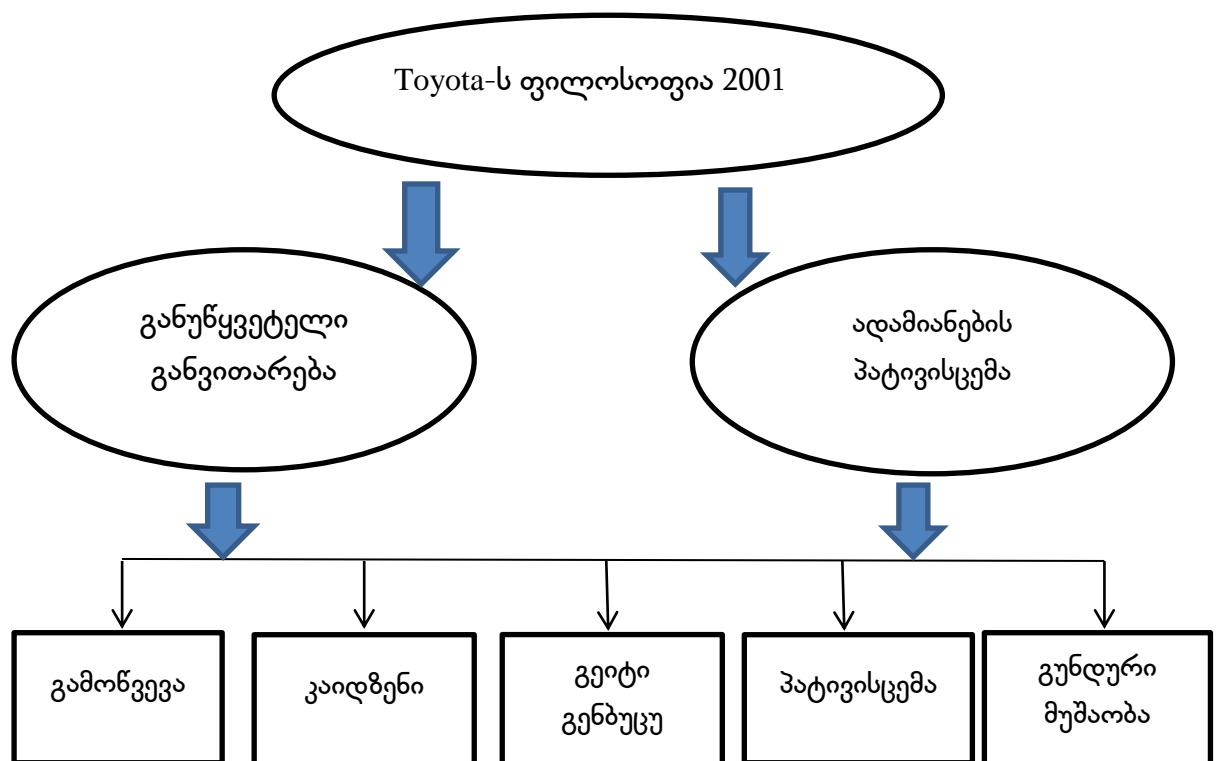 Toyota-ს ფილოსოფია 2001
განუწყვეტელი
განვითარება
ადამიანების
პატივისცემა
გამოწვევა
კაიდზენი
გეიტი
გენბუცუ
პატივისცემა
გუნდური
მუშაობა